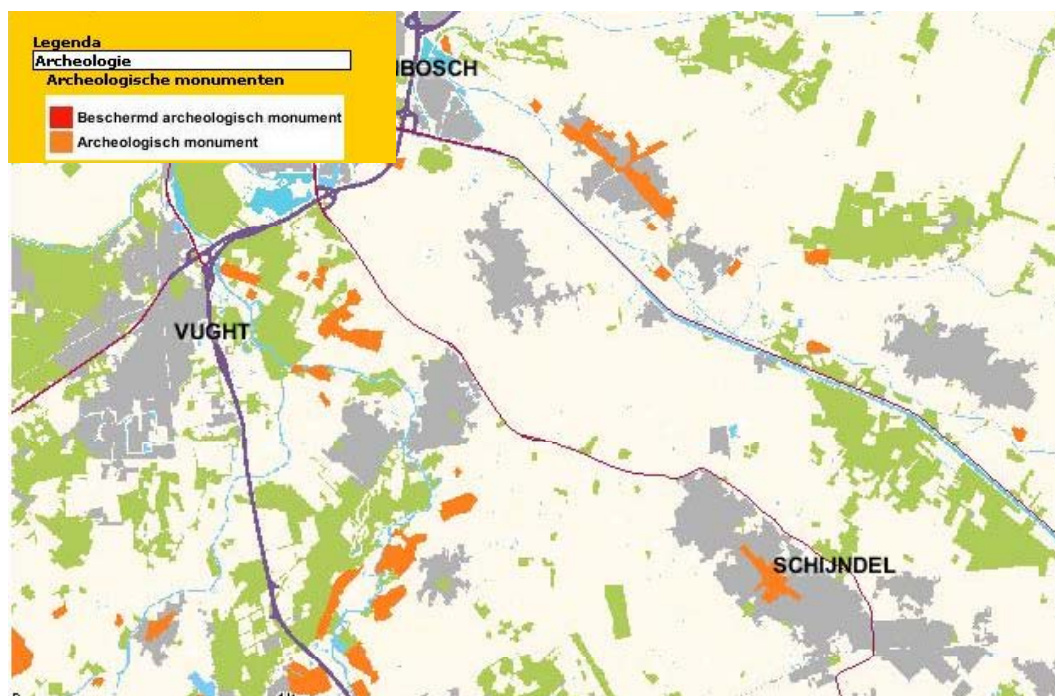 Legenda
Archeologie
Archeologische monumenten
Beschermd archeologisch monument
Archeologisch monument
BOSCH
VUGHT
SCHIJNDEL